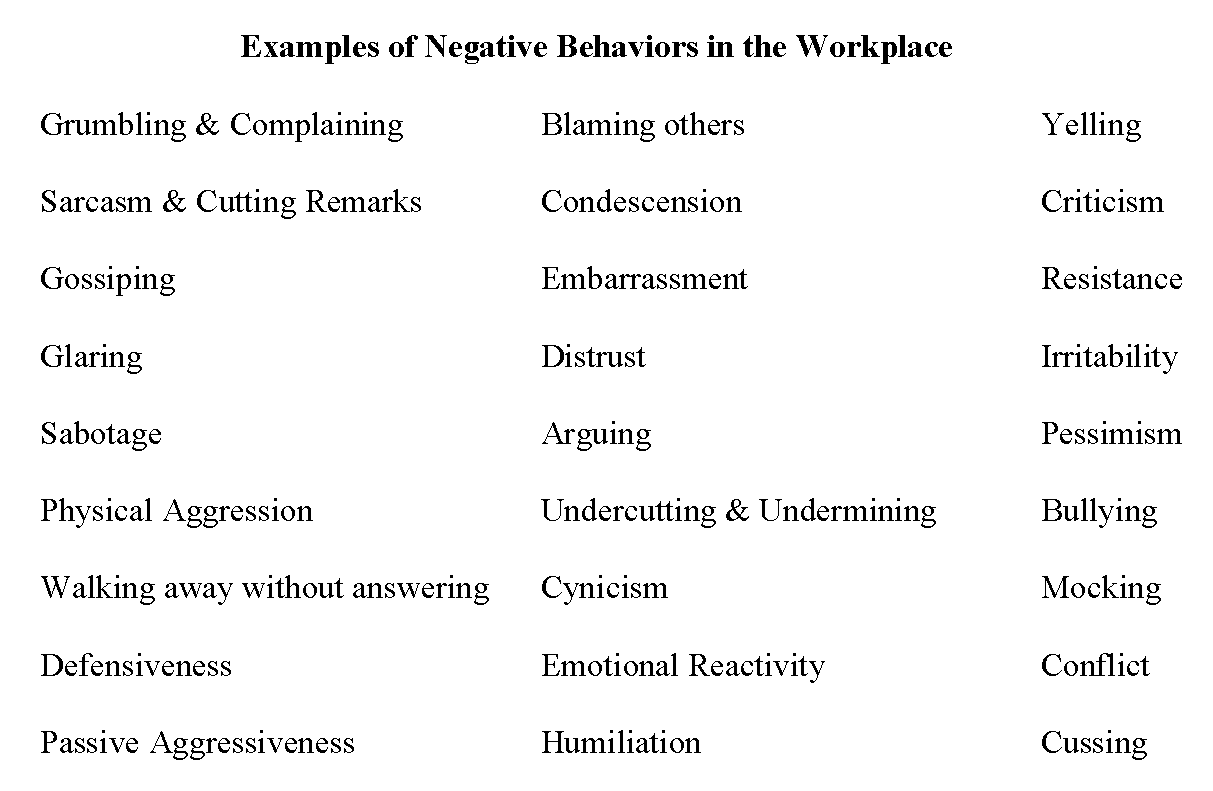 Examples of Negative Behaviors in the Workplace
Grumbling & Complaining Blaming others Yelling
Sarcasm & Cutting Remarks Condescension Criticism
Gossiping Embarrassment Resistance
Glaring Distrust Irritability
Sabotage Arguing Pessimism
Physical Aggression Undercutting & Undermining Bullying
Walking away without answering Cynicism Mocking
Defensiveness Emotional Reactivity Conflict
Passive Aggressiveness Humiliation Cussing